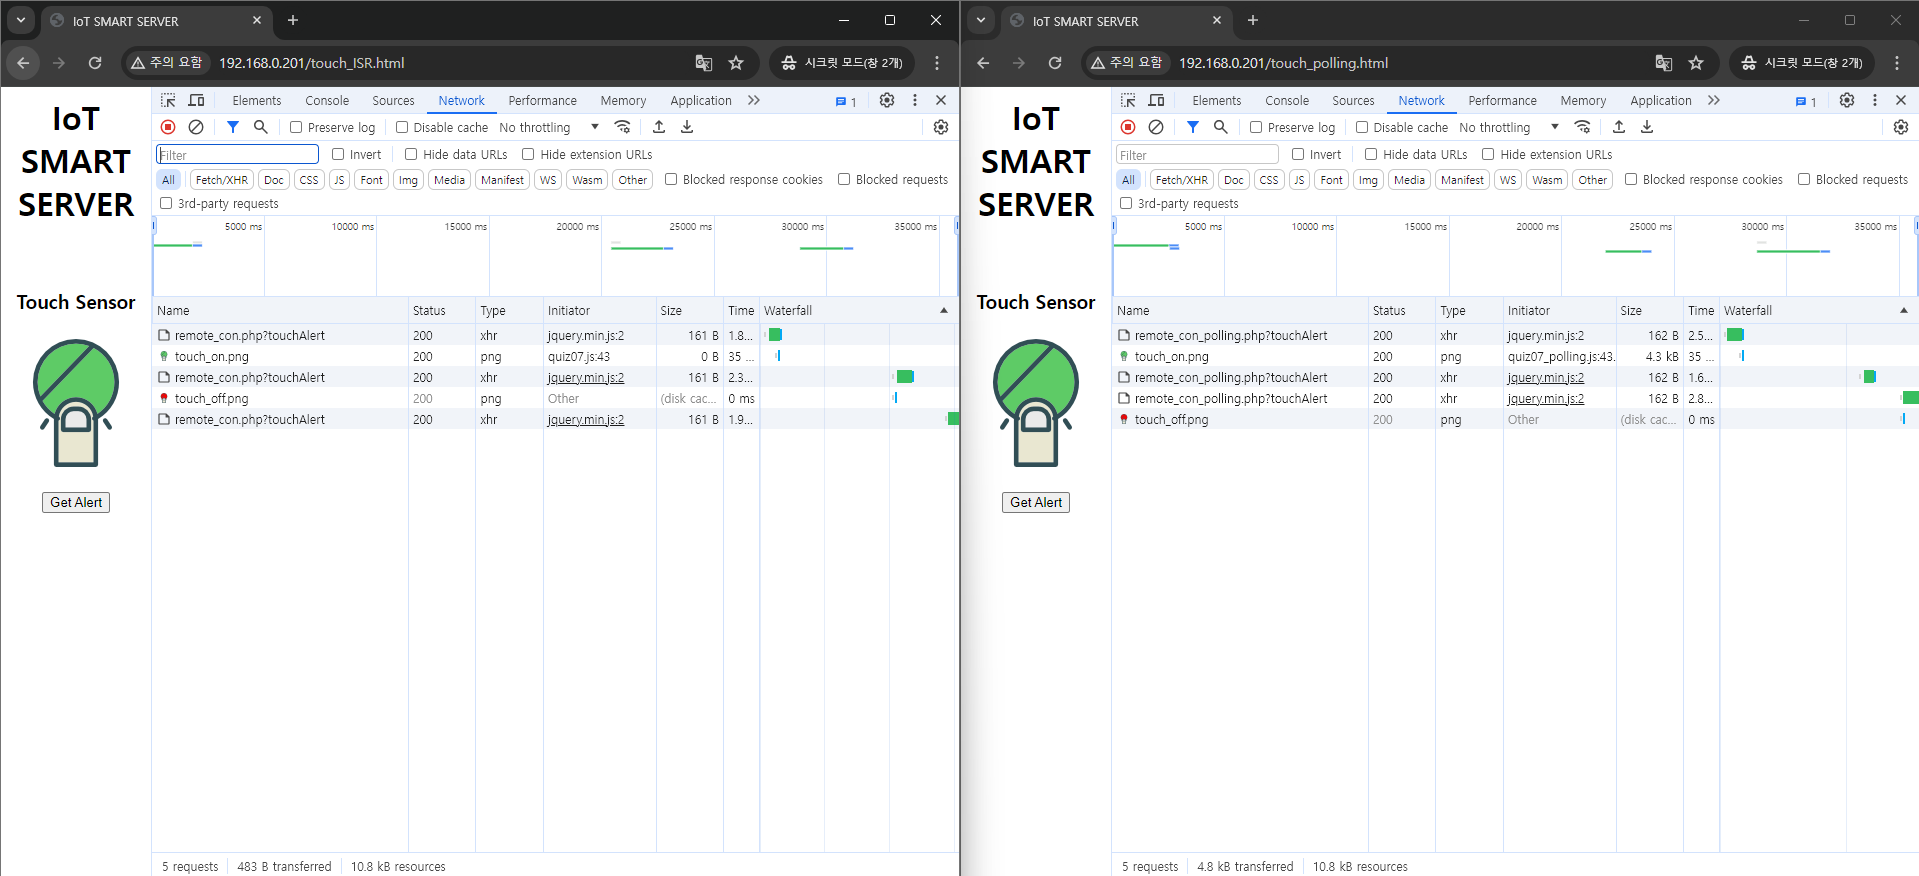 IoT SMART SERVER
주의 요함 192.168.0.201/touch_ISR.html 시크릿 모드(창 2개)
IoT
SMART
SERVER
Touch Sensor
Get Alert
Elements Console Sources Network Performance Memory Application 1
Preserve log Disable cache No throttling
Filter Invert Hide data URLs Hide extension URLs
All Fetch/XHR Doc CSS JS Font Img Media Manifest WS Wasm Other Blocked response cookies Blocked requests
3rd-party requests
5000 ms 10000 ms 15000 ms 20000 ms 25000 ms 30000 ms 35000 ms
Name Status Type Initiator Size Time Waterfall
remote_con.php?touchAlert 200 xhr jquery.min.js:2 161 B 1.8...
touch_on.png 200 png quiz07.js:43 0 B 35 ...
remote_con.php?touchAlert 200 xhr jquery.min.js:2 161 B 2.3...
touch_off.png 200 png Other (disk cac... 0 ms
remote_con.php?touchAlert 200 xhr jquery.min.js:2 161 B 1.9...
5 requests 483 B transferred 10.8 kB resources
IoT SMART SERVER
주의 요함 192.168.0.201/touch_polling.html 시크릿 모드(창 2개)
IoT
SMART
SERVER
Touch Sensor
Get Alert
Elements Console Sources Network Performance Memory Application 1
Preserve log Disable cache No throttling
Filter Invert Hide data URLs Hide extension URLs
All Fetch/XHR Doc CSS JS Font Img Media Manifest WS Wasm Other Blocked response cookies Blocked requests
3rd-party requests
5000 ms 10000 ms 15000 ms 20000 ms 25000 ms 30000 ms 35000 ms
Name Status Type Initiator Size Time Waterfall
remote_con_polling.php?touchAlert 200 xhr jquery.min.js:2 162 B 2.5...
touch_on.png 200 png quiz07_polling.js:43. 4.3 kB 35 ...
remote_con_polling.php?touchAlert 200 xhr jquery.min.js:2 162 B 1.6...
remote_con_polling.php?touchAlert 200 xhr jquery.min.js:2 162 B 2.8...
touch_off.png 200 png Other (disk cac... 0 ms
5 requests 4.8 kB transferred 10.8 kB resources